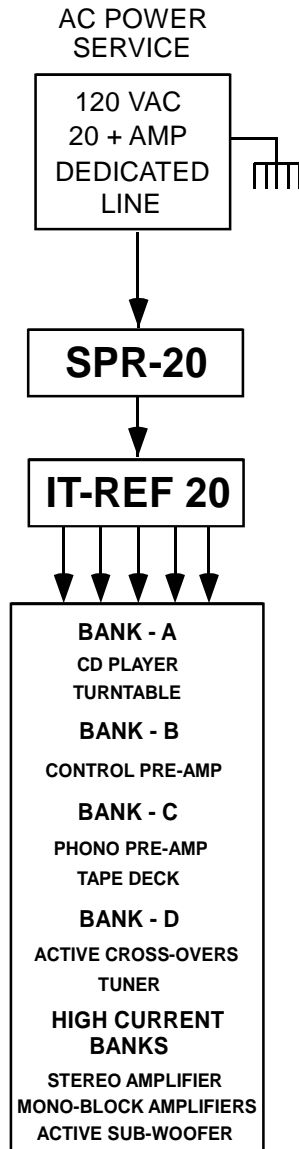 AC POWER
SERVICE
120 VAC
20 + AMP
DEDICATED
LINE
SPR-20
IT-REF 20
BANK - A
CD PLAYER
TURNTABLE
BANK - B
CONTROL PRE-AMP
BANK - C
PHONO PRE-AMP
TAPE DECK
BANK - D
ACTIVE CROSS-OVERS
TUNER
HIGH CURRENT
BANKS
STEREO AMPLIFIER
MONO-BLOCK AMPLIFIERS
ACTIVE SUB-WOOFER